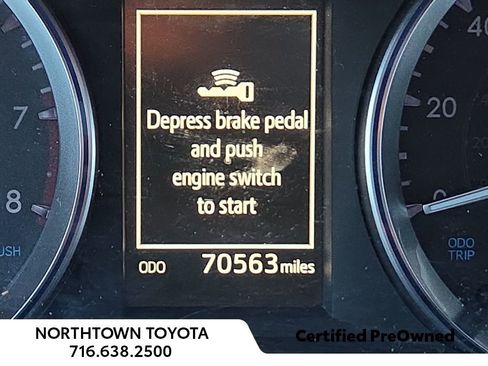 Depress brake pedal
and push
engine switch
to start
ODO 70563 miles
7
8
40
20
0
ODO
TRIP
NORTHTOWN TOYOTA
716.638.2500
Certified PreOwned